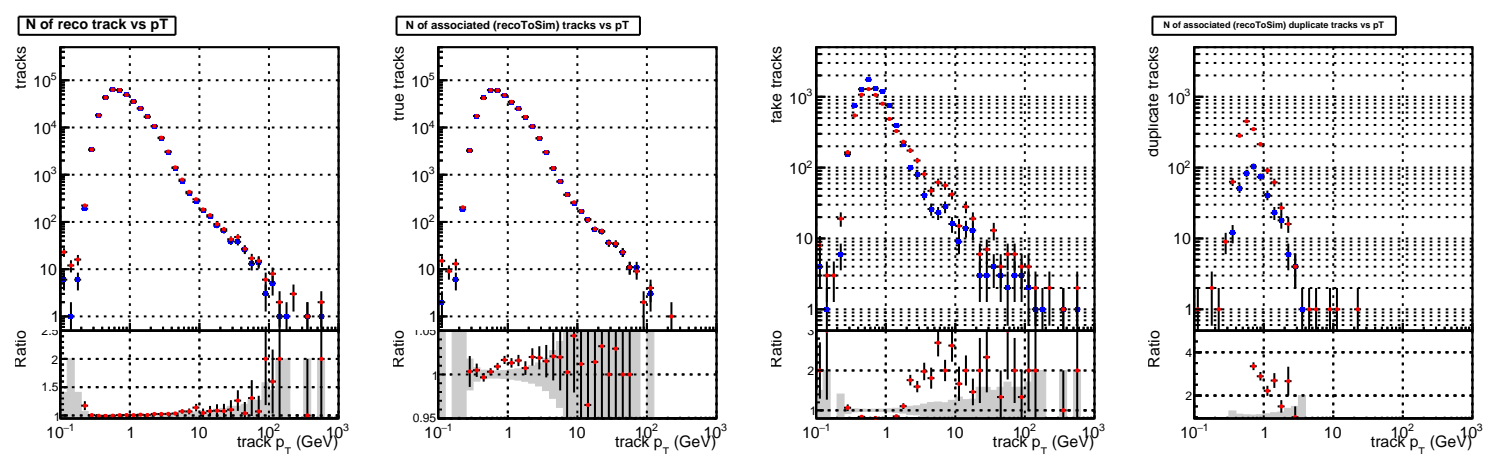 N of reco track vs pT
N of associated (recoToSim) tracks vs pT
N of associated (recoToSim) duplicate tracks vs pT
tracks
10^5
10^4
10^3
10^2
10
1
Ratio
2.5
2
1.5
1
10^-1 1 10 10^2 10^3
track p_T (GeV)
true tracks
10^5
10^4
10^3
10^2
10
1
Ratio
1.05
1
0.95
10^-1 1 10 10^2 10^3
track p_T (GeV)
fake tracks
10^3
10^2
10
1
Ratio
3
2
1
10^-1 1 10 10^2 10^3
track p_T (GeV)
duplicate tracks
10^3
10^2
10
1
Ratio
4
2
10^-1 1 10 10^2 10^3
track p_T (GeV)